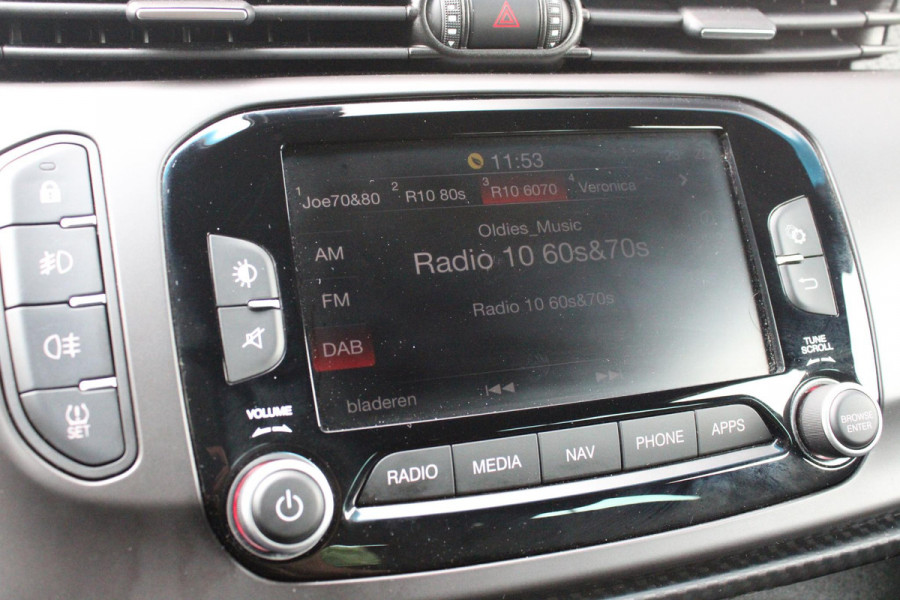 11:53
1 Joe70&80 2 R10 80s 3 R10 6070 4 Veronica
Oldies_Music
AM
Radio 10 60s&70s
FM
Radio 10 60s&70s
DAB
bladeren
TUNE
SCROLL
VOLUME
RADIO MEDIA NAV PHONE APPS
BROWSE
ENTER
SET